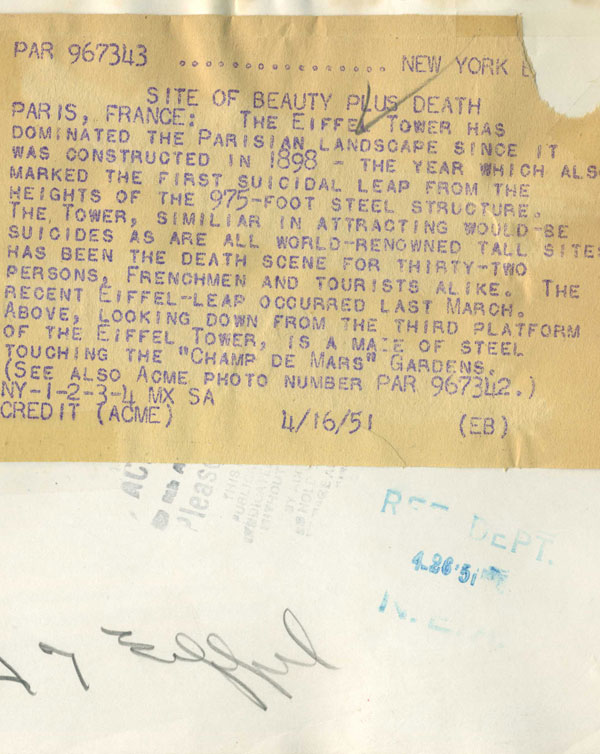 PAR 967343 ................. NEW YORK
SITE OF BEAUTY PLUS DEATH
PARIS, FRANCE: THE EIFFEL TOWER HAS
DOMINATED THE PARISIAN LANDSCAPE SINCE IT
WAS CONSTRUCTED IN 1898 - THE YEAR WHICH ALSO
MARKED THE FIRST SUICIDAL LEAP FROM THE
HEIGHTS OF THE 975-FOOT STEEL STRUCTURE.
THE TOWER, SIMILIAR IN ATTRACTING WOULD-BE
SUICIDES AS ARE ALL WORLD-RENOWNED TALL SITES
HAS BEEN THE DEATH SCENE FOR THIRTY-TWO
PERSONS, FRENCHMEN AND TOURISTS ALIKE. THE
RECENT EIFFEL-LEAP OCCURRED LAST MARCH.
ABOVE, LOOKING DOWN FROM THE THIRD PLATFORM
OF THE EIFFEL TOWER, IS A MAZE OF STEEL
TOUCHING THE "CHAMP DE MARS" GARDENS.
(SEE ALSO ACME PHOTO NUMBER PAR 967342.)
NY-1-2-3-4 MX SA
CREDIT (ACME) 4/16/51 (EB)
Please
DEPT.
4-26-51
Eiffel